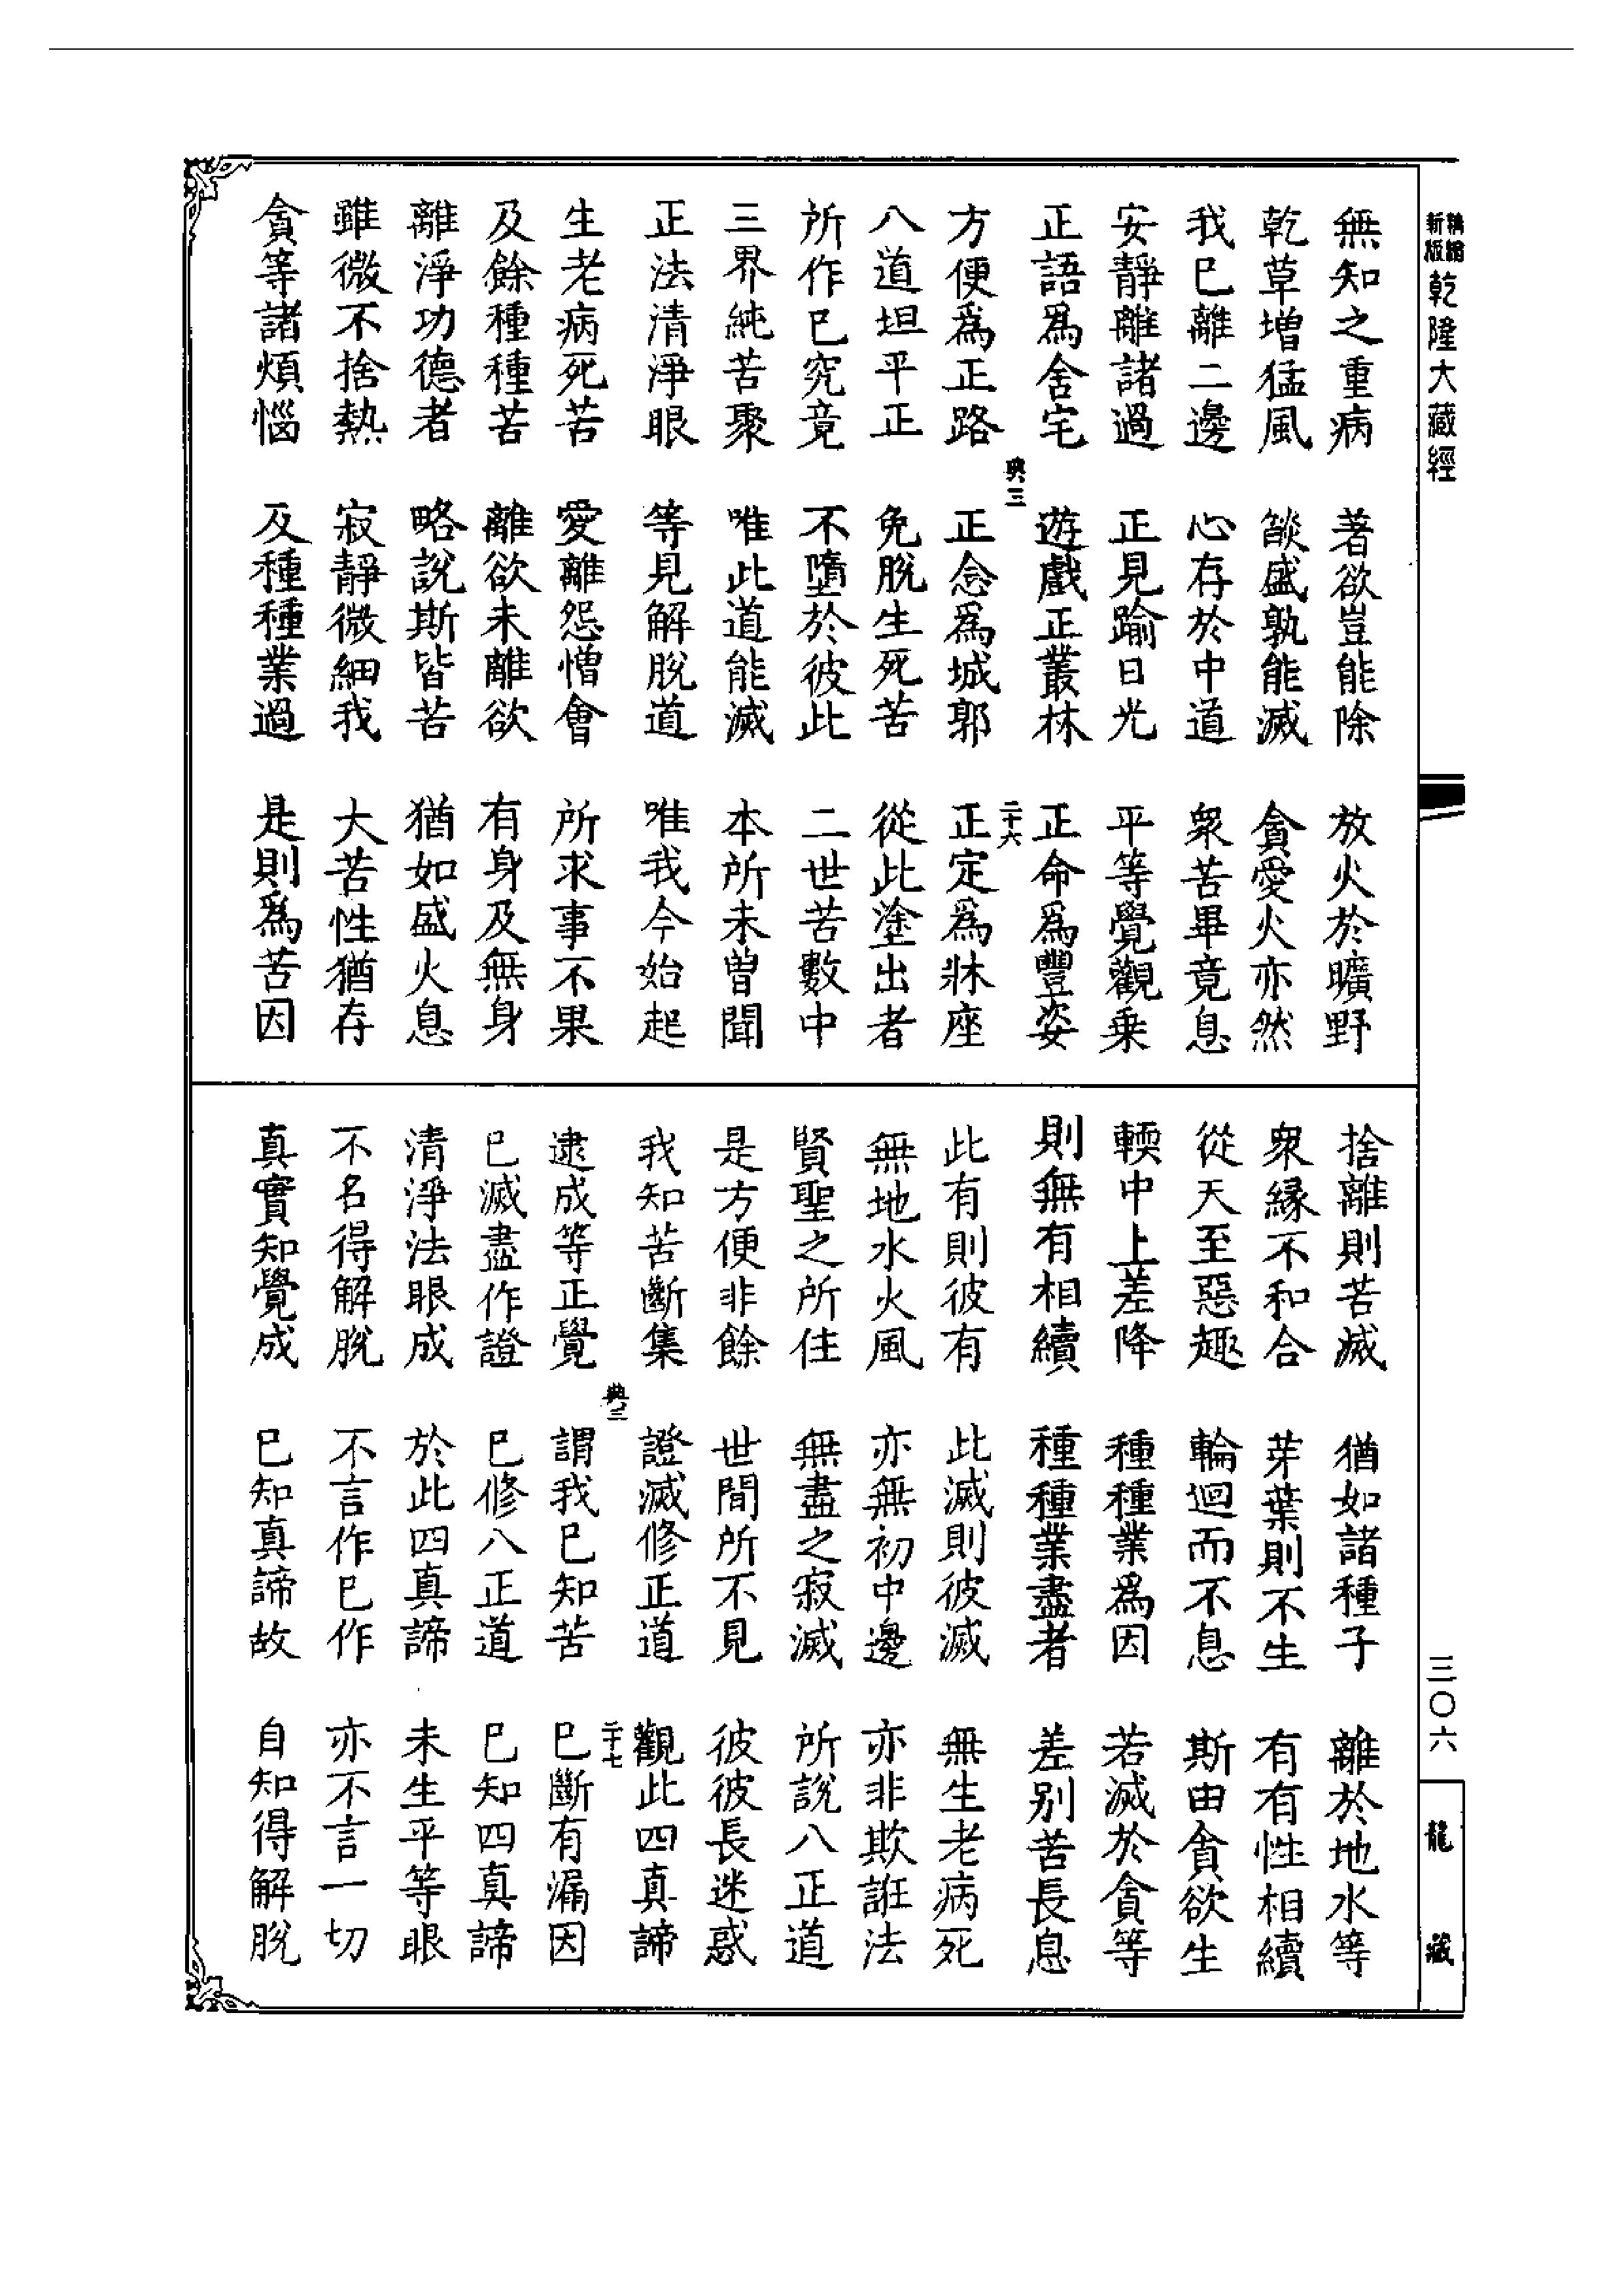 新版精縮乾隆大藏經
三〇六
龍藏
無知之重病　著欲豈能除　放火於曠野
乾草增猛風　燄盛孰能滅　貪愛火亦然
我已離二邊　心存於中道　眾苦畢竟息
安靜離諸過　正見踰日光　平等覺觀乗
正語為舍宅　遊戲正叢林　正命為豐姿
典三　二十六
方便為正路　正念為城郭　正定為牀座
八道坦平正　免脫生死苦　從此塗出者
所作已究竟　不墮於彼此　二世苦數中
三界純苦聚　唯此道能滅　本所未曾聞
正法清淨眼　等見解脫道　唯我今始起
生老病死苦　愛離怨憎會　所求事不果
及餘種種苦　離欲未離欲　有身及無身
離淨功德者　略說斯皆苦　猶如盛火息
雖微不捨熱　寂靜微細我　大苦性猶存
貪等諸煩惱　及種種業過　是則為苦因
捨離則苦滅　猶如諸種子　離於地水等
衆緣不和合　芽葉則不生　有有性相續
從天至惡趣　輪迴而不息　斯由貪欲生
輭中上差降　種種業為因　若滅於貪等
則無有相續　種種業盡者　差別苦長息
此有則彼有　此滅則彼滅　無生老病死
無地水火風　亦無初中邊　亦非欺誑法
賢聖之所住　無盡之寂滅　所說八正道
是方便非餘　世間所不見　彼彼長迷惑
我知苦斷集　證滅修正道　觀此四真諦
典三　二十七
逮成等正覺　謂我已知苦　已斷有漏因
已滅盡作證　已修八正道　已知四真諦
清淨法眼成　於此四真諦　未生平等眼
不名得解脫　不言作已作　亦不言一切
真實知覺成　已知真諦故　自知得解脫